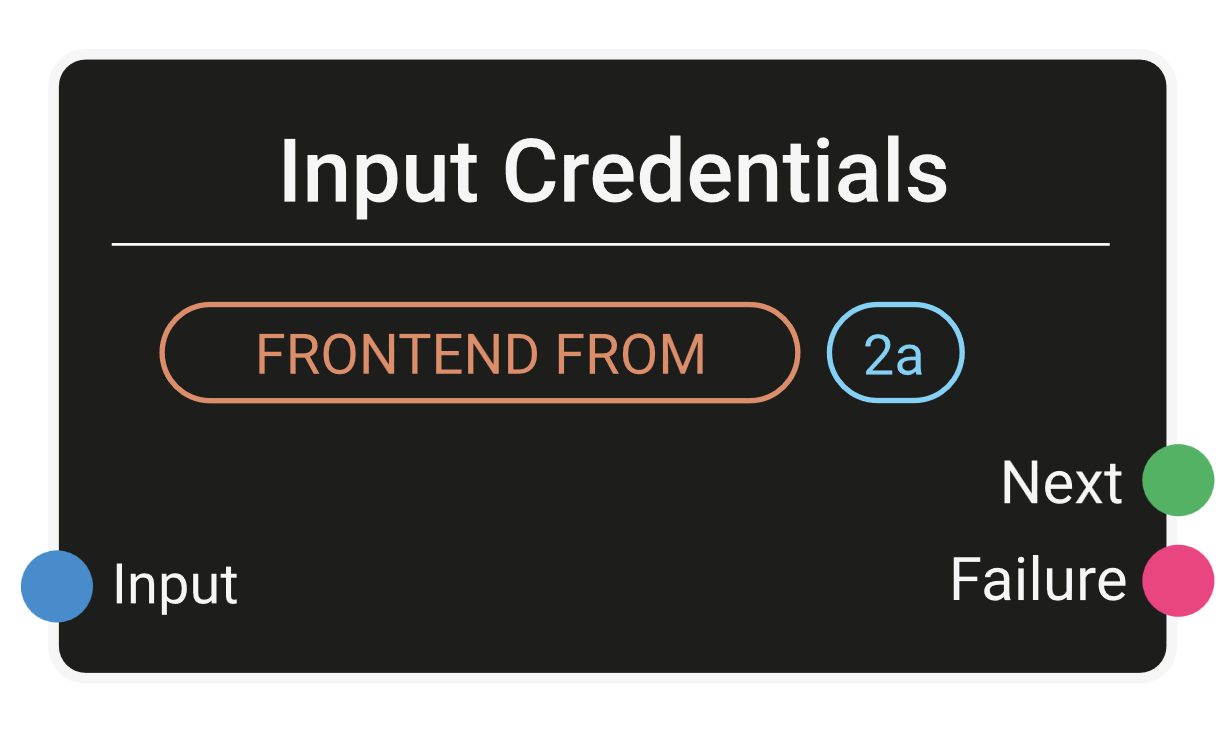 Input Credentials
FRONTEND FROM 2a
Next
Input
Failure